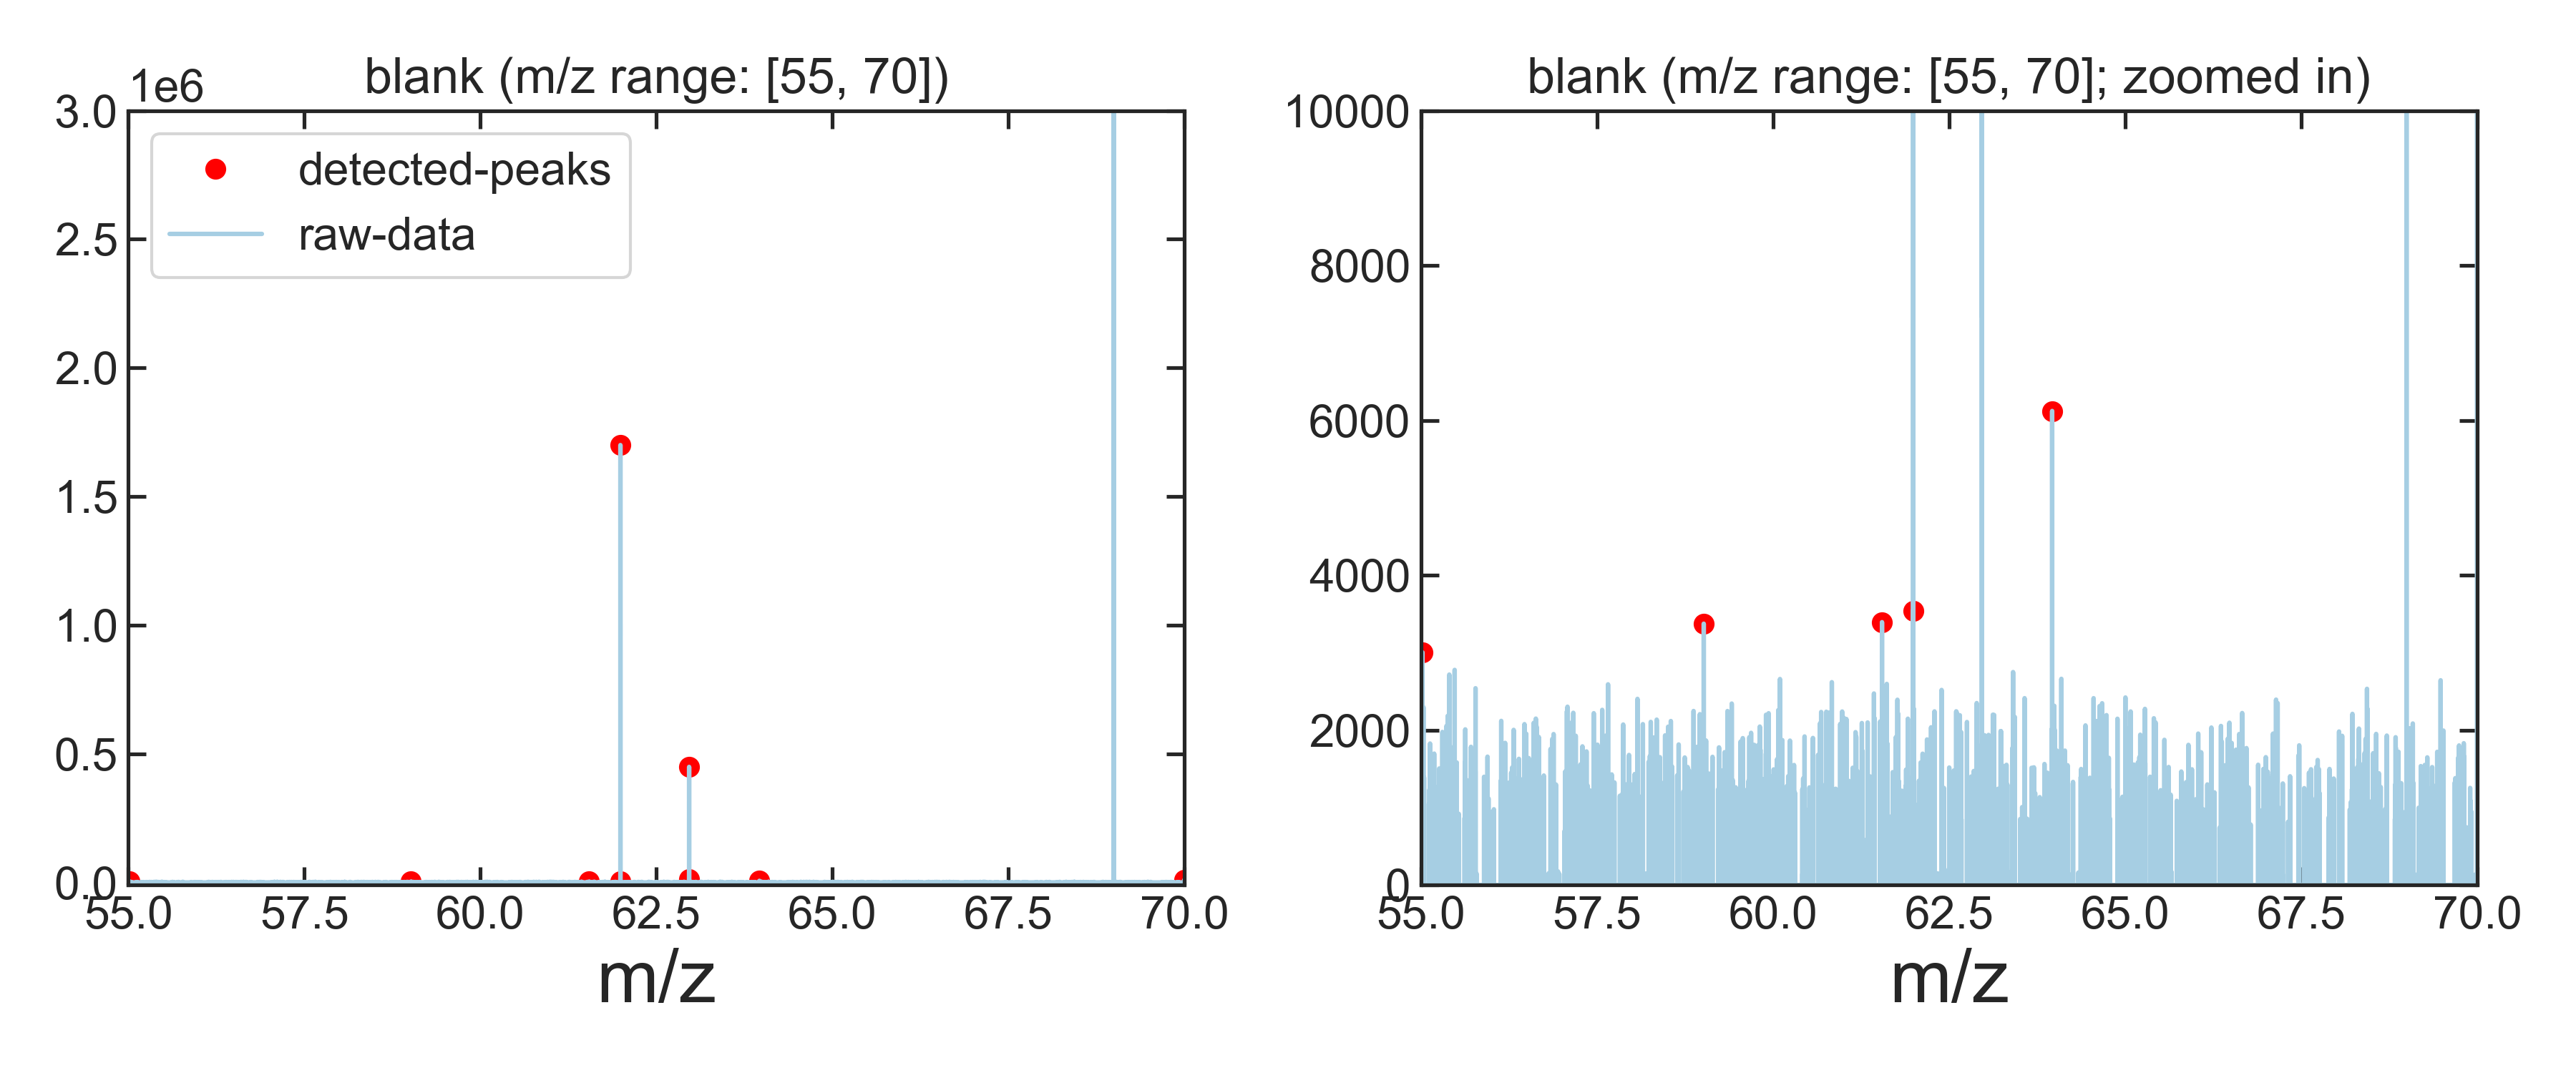 blank (m/z range: [55, 70])
1e6
3.0
2.5
2.0
1.5
1.0
0.5
0.0
detected-peaks
raw-data
55.0 57.5 60.0 62.5 65.0 67.5 70.0
m/z
blank (m/z range: [55, 70]; zoomed in)
10000
8000
6000
4000
2000
0
55.0 57.5 60.0 62.5 65.0 67.5 70.0
m/z